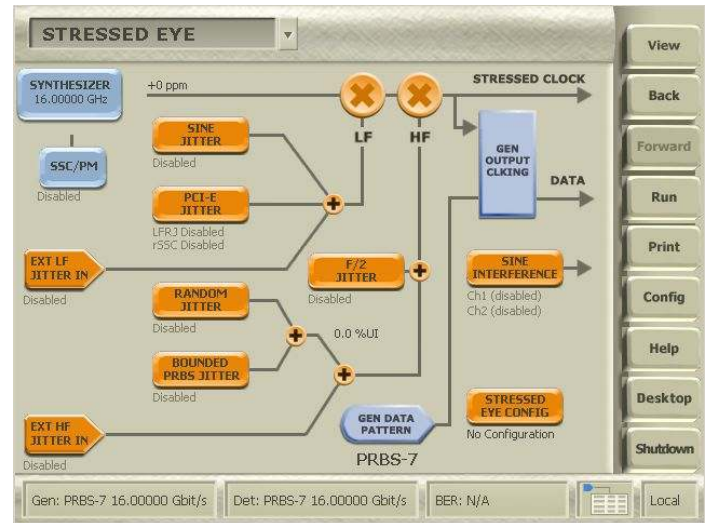 STRESSED EYE
SYNTHESIZER
16.00000 GHz
+0 ppm
STRESSED CLOCK
LF
HF
SINE
JITTER
Disabled
SSC/PM
Disabled
GEN
OUTPUT
CLKING
DATA
PCI-E
JITTER
LFRJ Disabled
rSSC Disabled
EXT LF
JITTER IN
Disabled
F/2
JITTER
Disabled
SINE
INTERFERENCE
Ch1 (disabled)
Ch2 (disabled)
RANDOM
JITTER
Disabled
0.0 %UI
BOUNDED
PRBS JITTER
Disabled
STRESSED
EYE CONFIG
No Configuration
EXT HF
JITTER IN
Disabled
GEN DATA
PATTERN
PRBS-7
View
Back
Forward
Run
Print
Config
Help
Desktop
Shutdown
Gen: PRBS-7 16.00000 Gbit/s
Det: PRBS-7 16.00000 Gbit/s
BER: N/A
Local